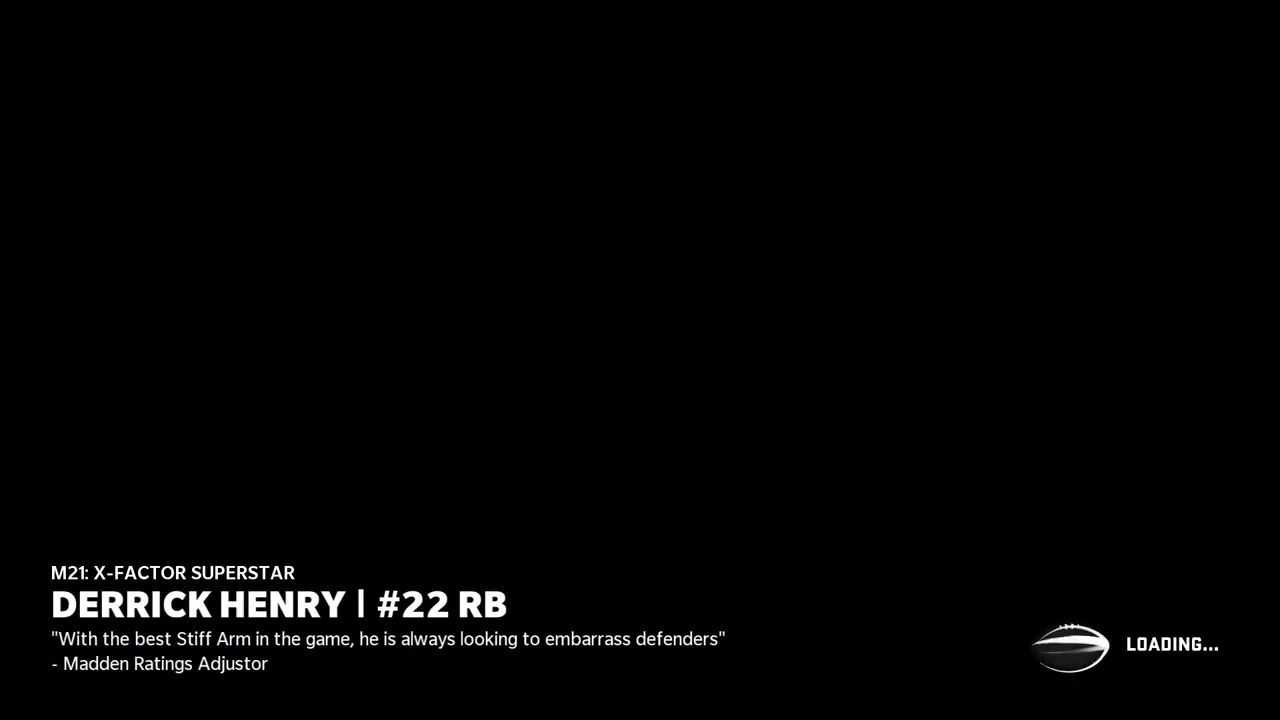 M21: X-FACTOR SUPERSTAR
DERRICK HENRY | #22 RB
"With the best Stiff Arm in the game, he is always looking to embarrass defenders"
- Madden Ratings Adjustor
LOADING...